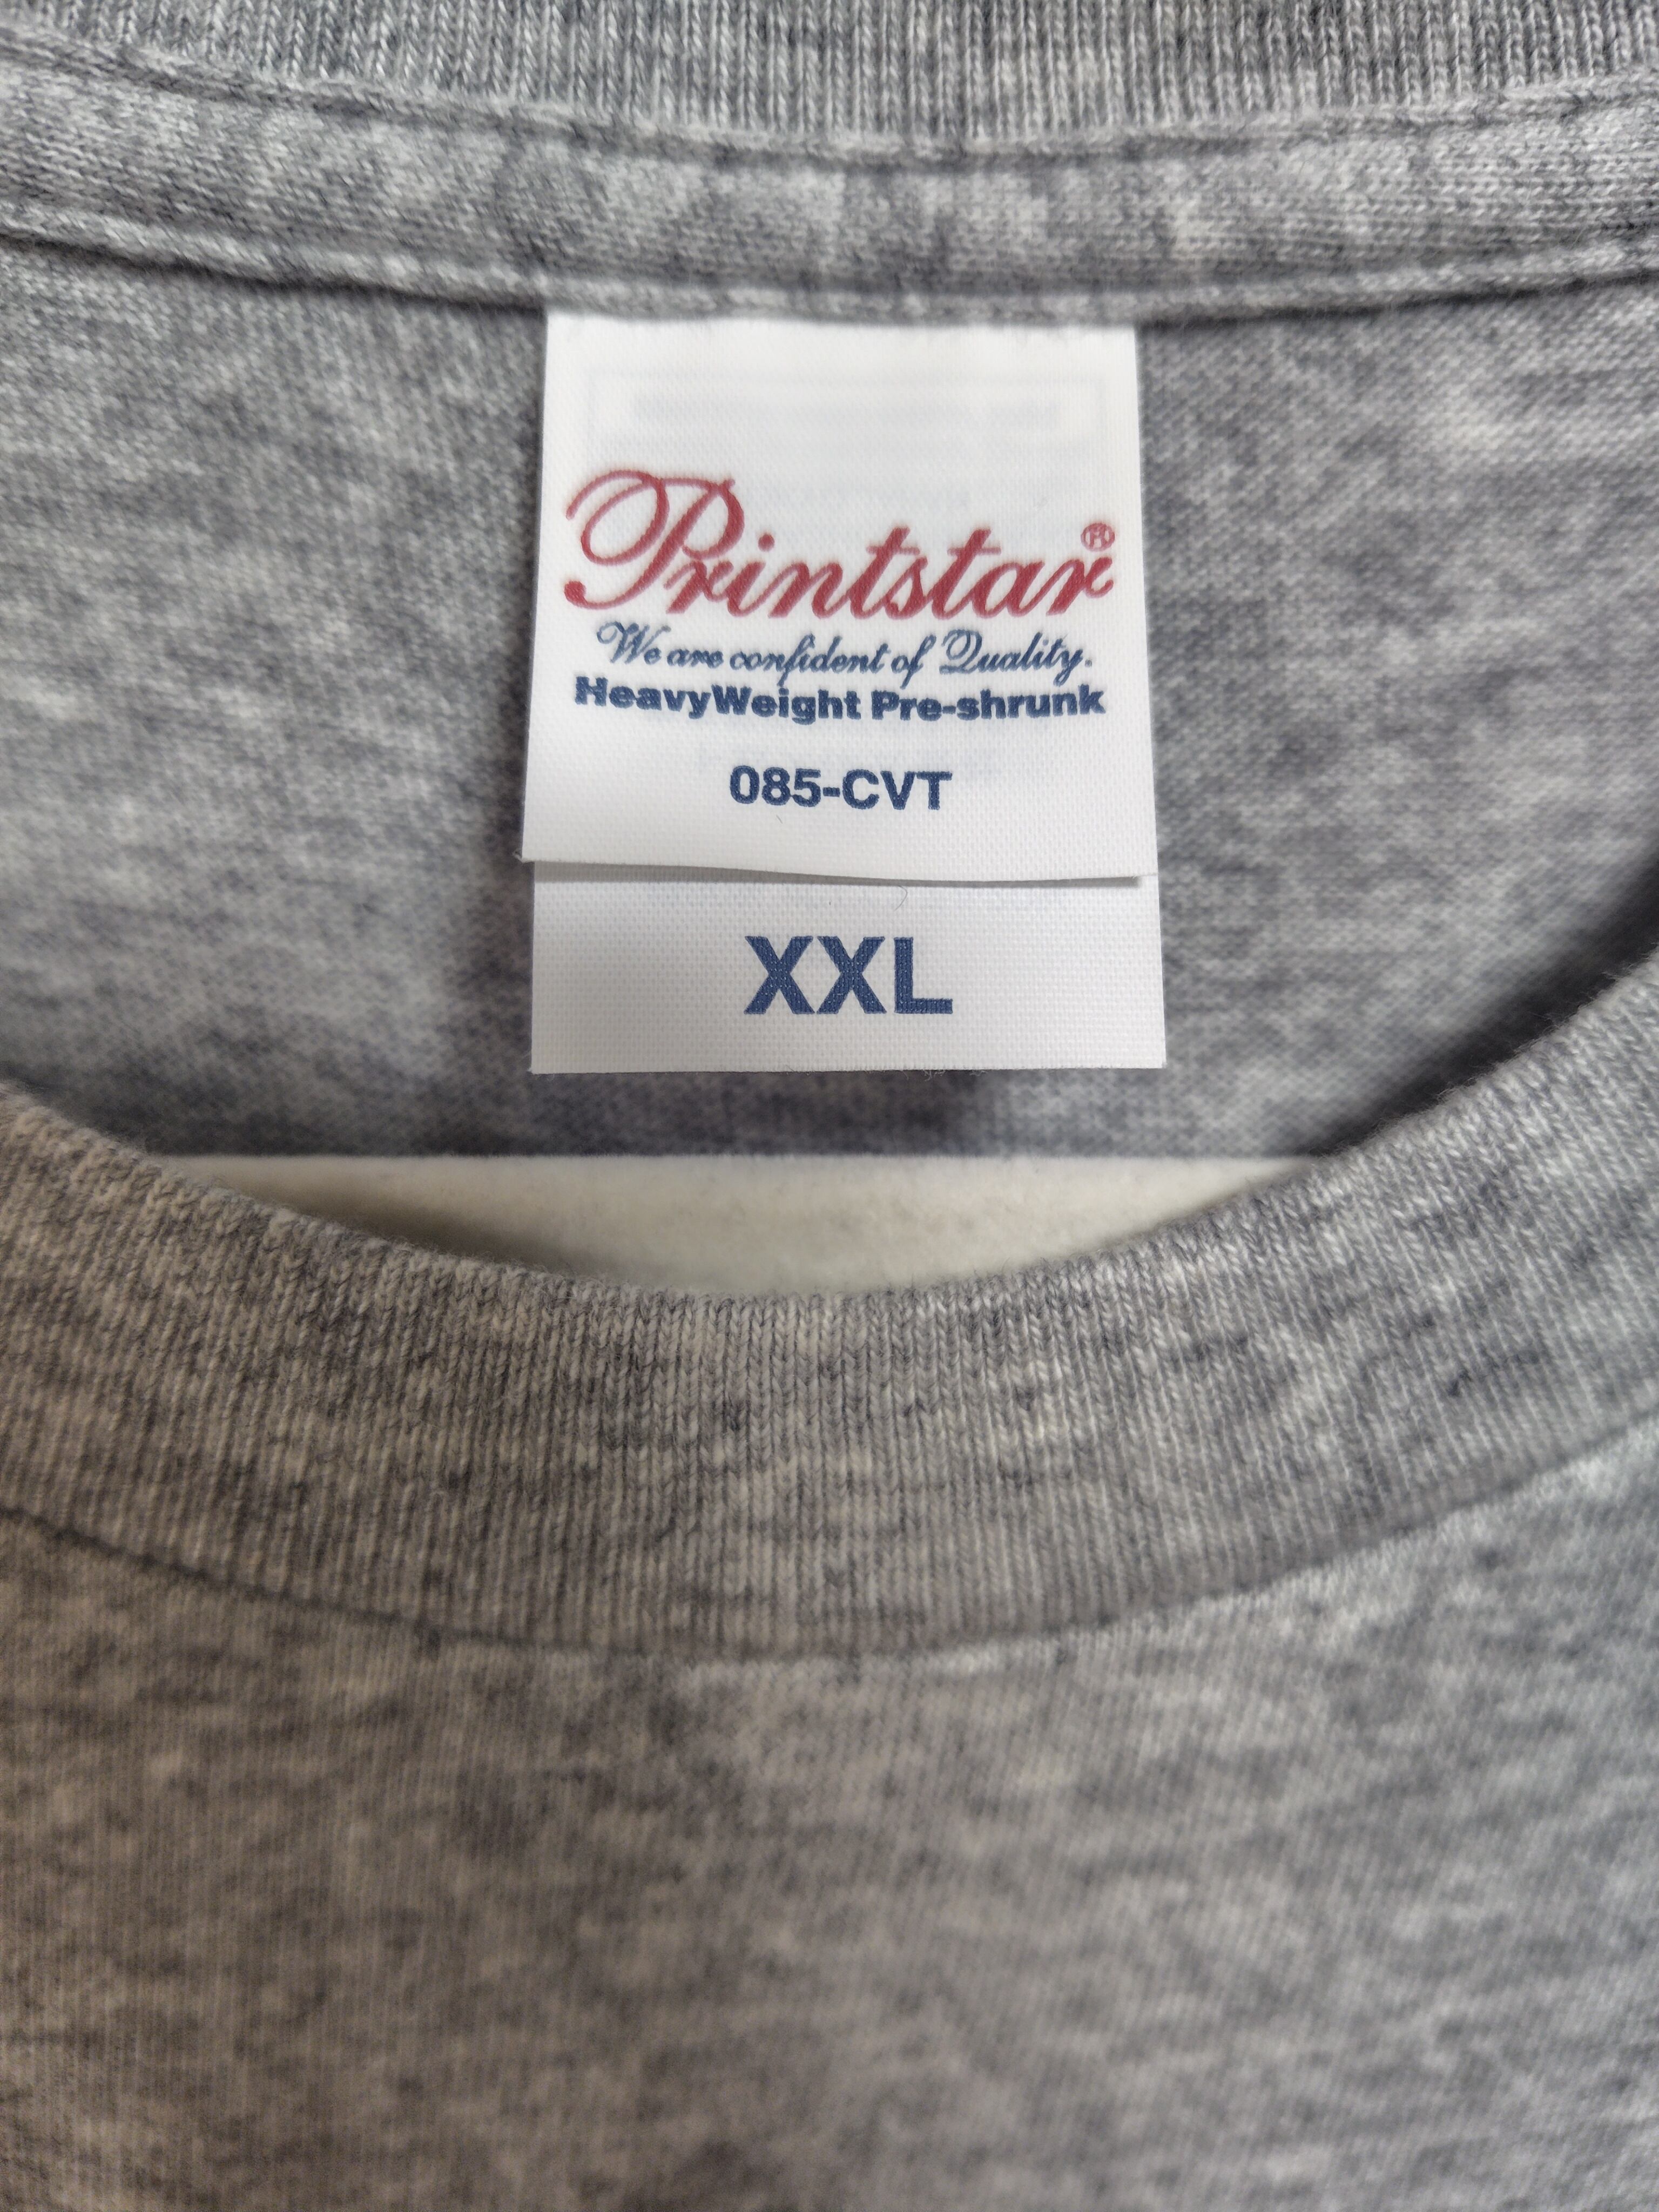 Printstar®
We are confident of Quality.
HeavyWeight Pre-shrunk
085-CVT
XXL